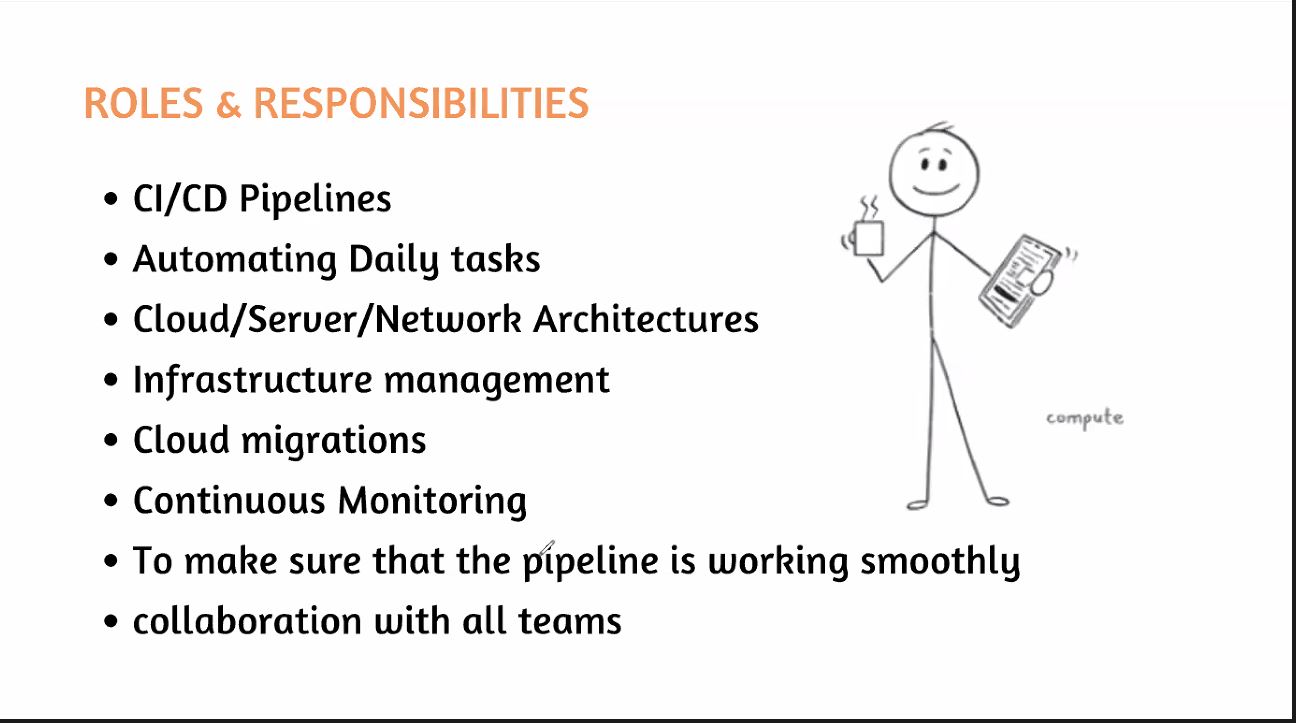 ROLES & RESPONSIBILITIES
• CI/CD Pipelines
• Automating Daily tasks
• Cloud/Server/Network Architectures
• Infrastructure management
• Cloud migrations
• Continuous Monitoring
• To make sure that the pipeline is working smoothly
• collaboration with all teams
compute